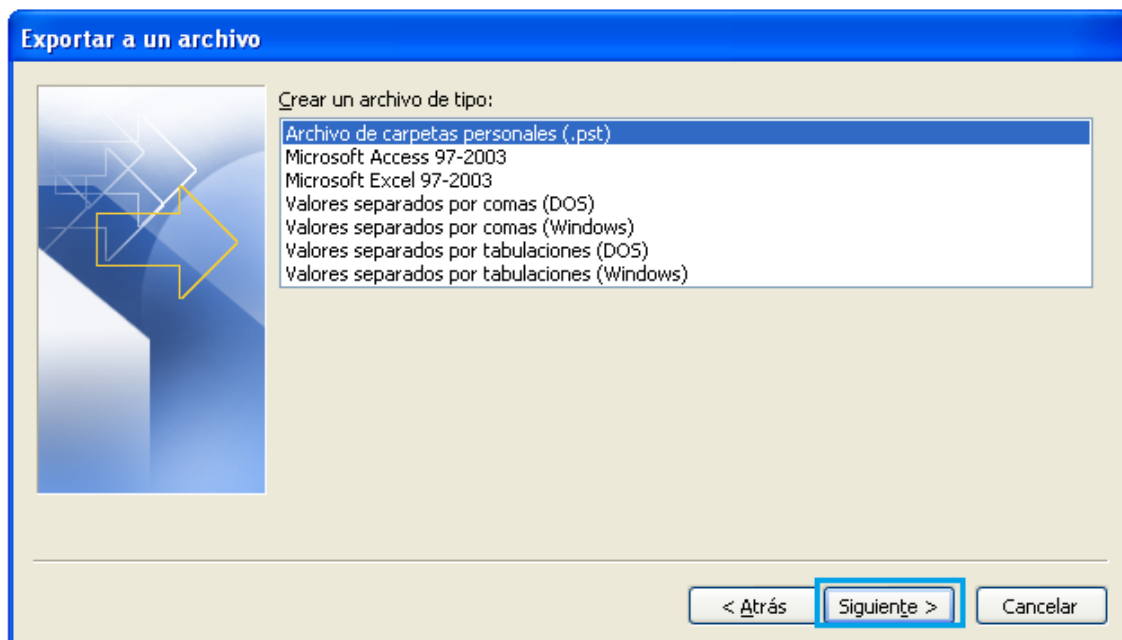 Exportar a un archivo
Crear un archivo de tipo:
Archivo de carpetas personales (.pst)
Microsoft Access 97-2003
Microsoft Excel 97-2003
Valores separados por comas (DOS)
Valores separados por comas (Windows)
Valores separados por tabulaciones (DOS)
Valores separados por tabulaciones (Windows)
< Atrás Siguiente > Cancelar